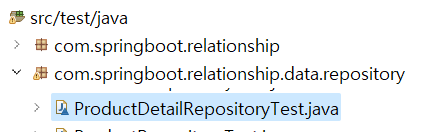 src/test/java
com.springboot.relationship
com.springboot.relationship.data.repository
ProductDetailRepositoryTest.java